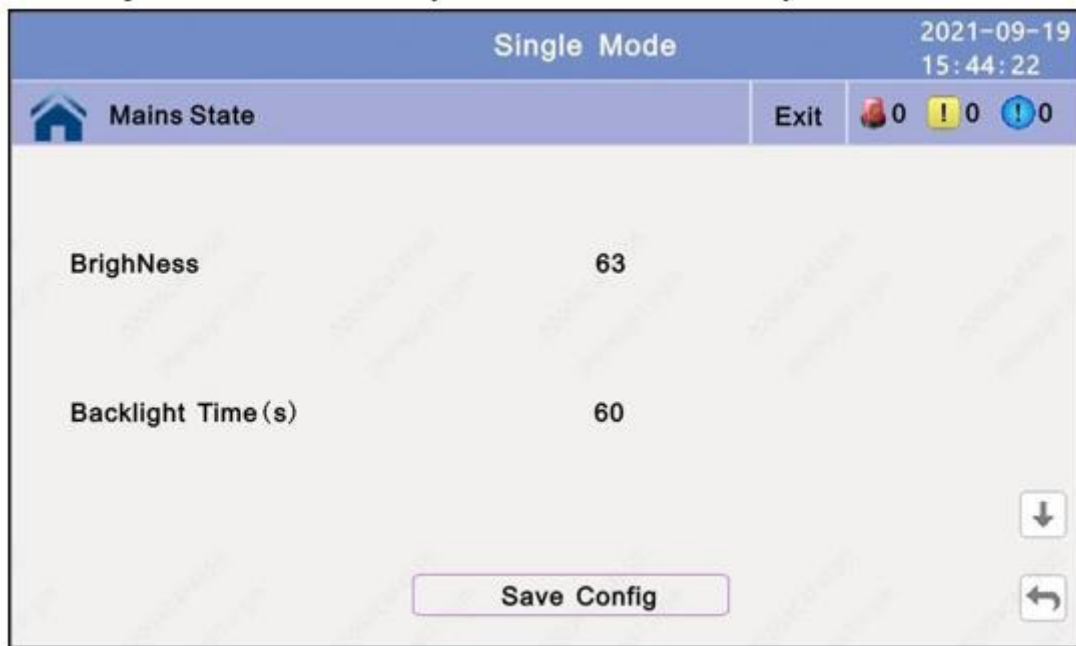 Single Mode
2021-09-19
15:44:22
Mains State
Exit
0
! 0
! 0
BrighNess
63
Backlight Time(s)
60
Save Config